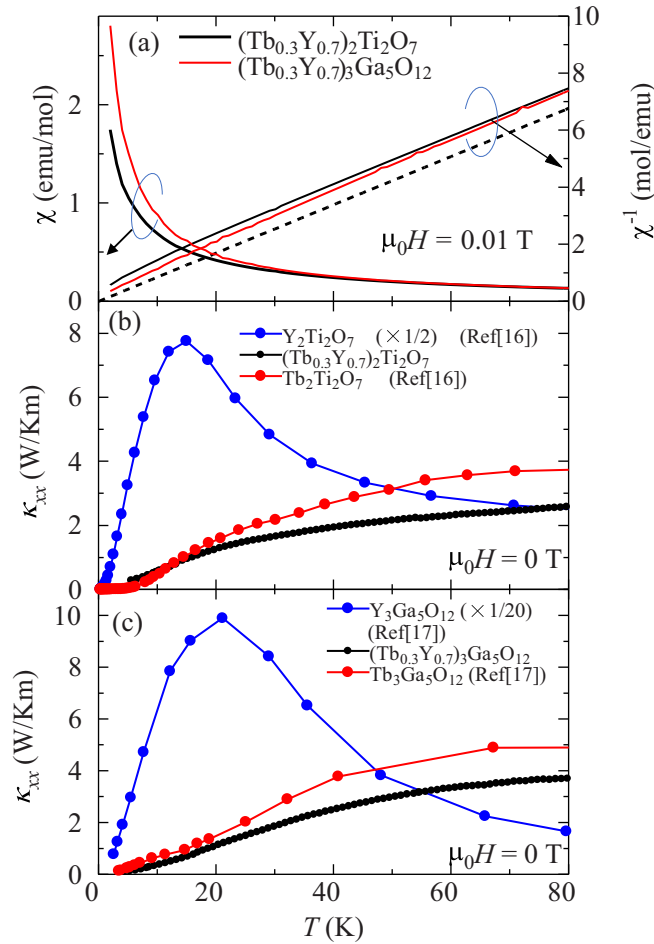 (a)
(Tb0.3Y0.7)2Ti2O7
(Tb0.3Y0.7)3Ga5O12
μ0H = 0.01 T
χ (emu/mol)
χ-1 (mol/emu)
2
1
0
10
8
6
4
2
0
(b)
Y2Ti2O7 (×1/2) (Ref[16])
(Tb0.3Y0.7)2Ti2O7
Tb2Ti2O7 (Ref[16])
μ0H = 0 T
κxx (W/Km)
8
6
4
2
0
(c)
Y3Ga5O12 (×1/20)
(Ref[17])
(Tb0.3Y0.7)3Ga5O12
Tb3Ga5O12 (Ref[17])
μ0H = 0 T
κxx (W/Km)
10
8
6
4
2
0
0 20 40 60 80
T (K)